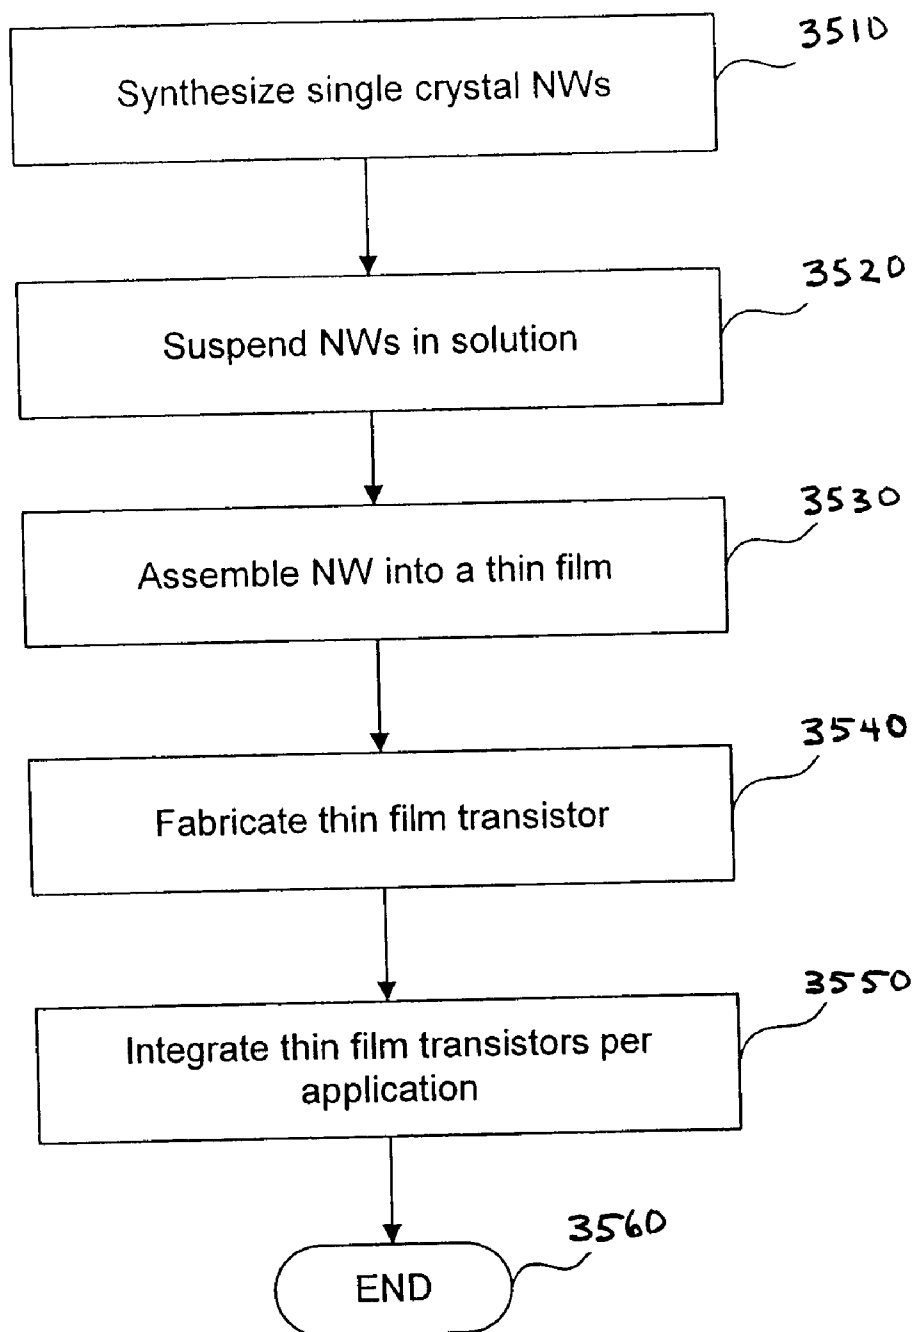 3510
Synthesize single crystal NWs
3520
Suspend NWs in solution
3530
Assemble NW into a thin film
3540
Fabricate thin film transistor
3550
Integrate thin film transistors per
application
3560
END